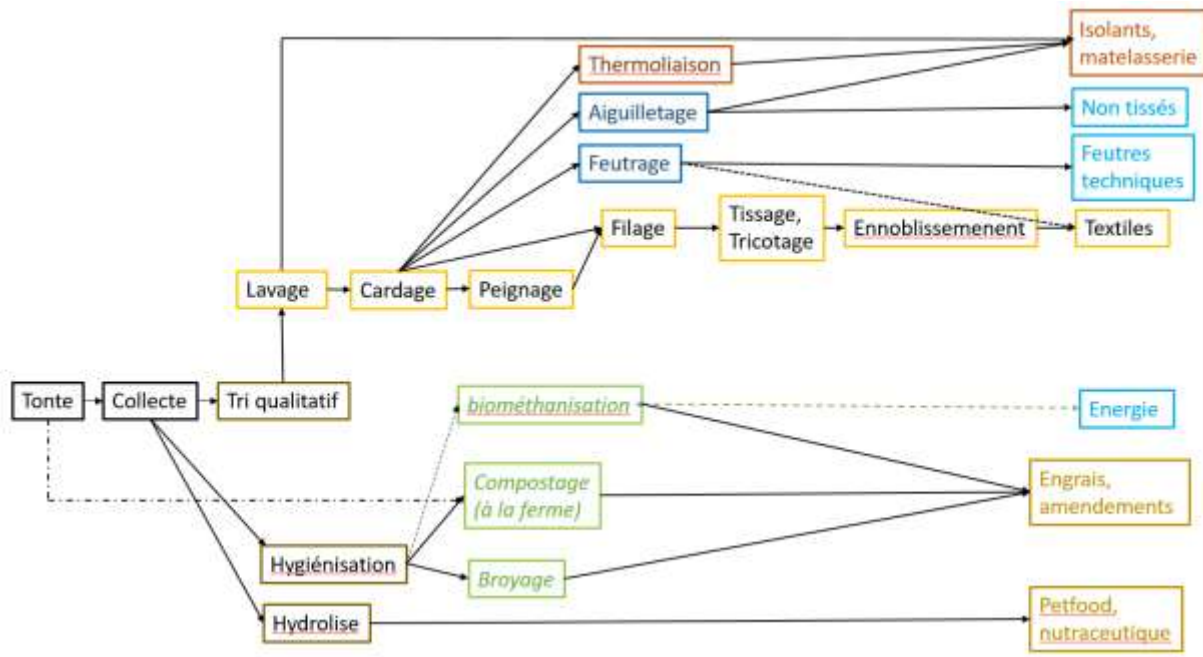 Isolants,
matelasserie
Thermoliaison
Aiguilletage
Non tissés
Feutrage
Feutres
techniques
Filage
Tissage,
Tricotage
Ennoblissemenent
Textiles
Lavage
Cardage
Peignage
Tonte
Collecte
Tri qualitatif
biométhanisation
Energie
Compostage
(à la ferme)
Engrais,
amendements
Hygiénisation
Broyage
Hydrolise
Petfood,
nutraceutique